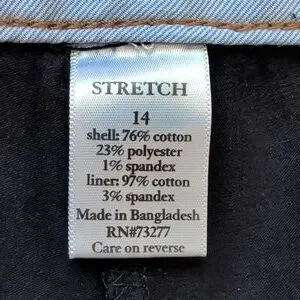 STRETCH
14
shell: 76% cotton
23% polyester
1% spandex
liner: 97% cotton
3% spandex
Made in Bangladesh
RN#73277
Care on reverse